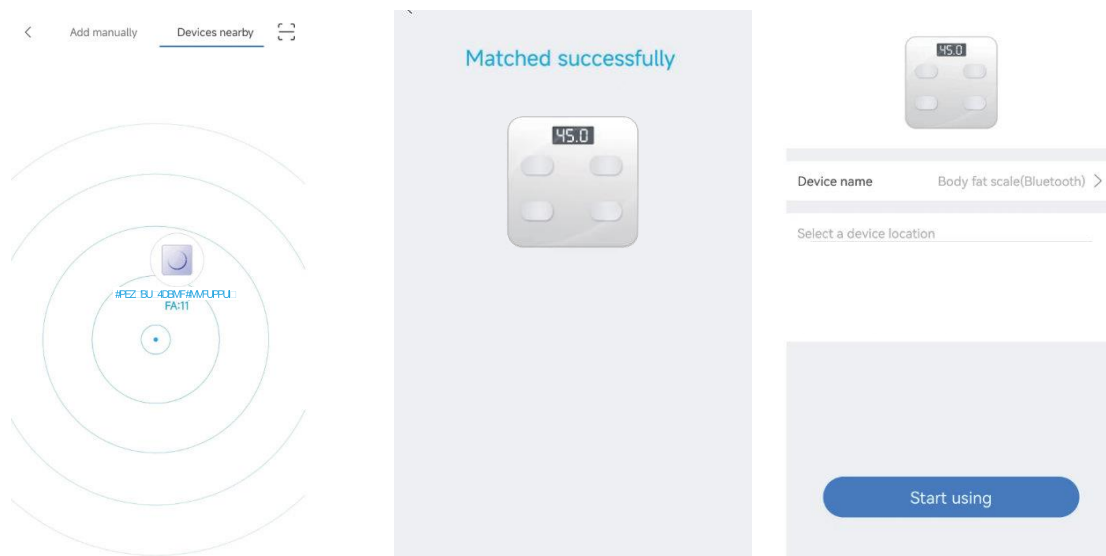 Add manually
Devices nearby
FA:11
Matched successfully
45.0
45.0
Device name
Body fat scale(Bluetooth)
Select a device location
Start using